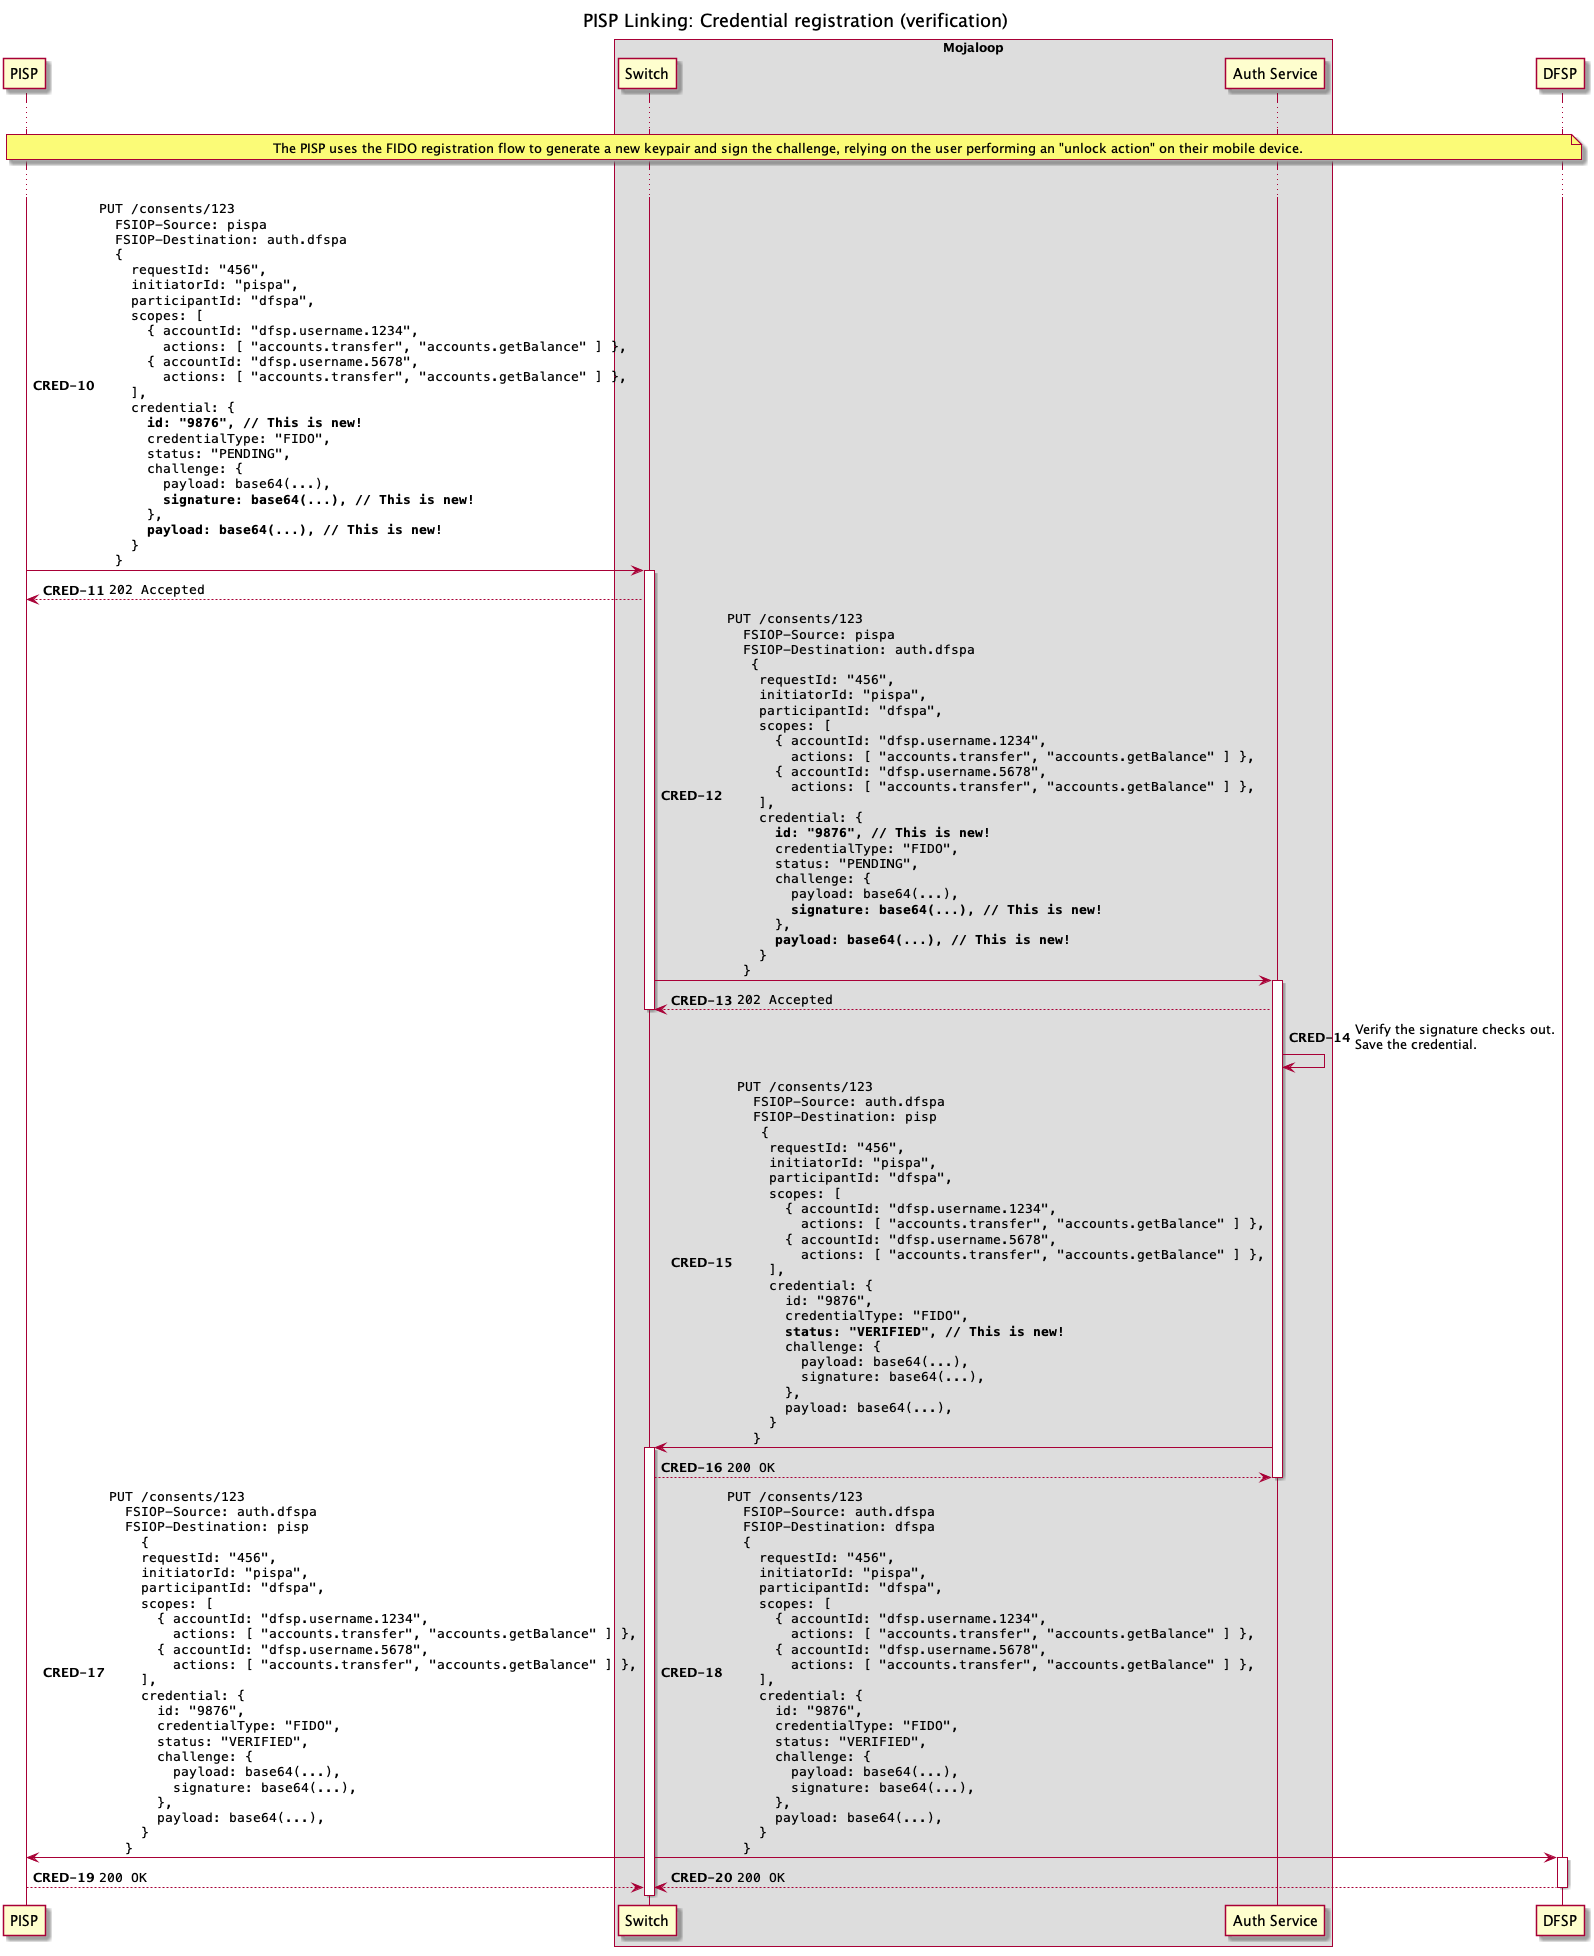 PISP Linking: Credential registration (verification)
Mojaloop
PISP
Switch
Auth Service
DFSP
The PISP uses the FIDO registration flow to generate a new keypair and sign the challenge, relying on the user performing an "unlock action" on their mobile device.
CRED-10
PUT /consents/123
FSIOP-Source: pispa
FSIOP-Destination: auth.dfspa
{
requestId: "456",
initiatorId: "pispa",
participantId: "dfspa",
scopes: [
{ accountId: "dfsp.username.1234",
actions: [ "accounts.transfer", "accounts.getBalance" ] },
{ accountId: "dfsp.username.5678",
actions: [ "accounts.transfer", "accounts.getBalance" ] },
],
credential: {
id: "9876", // This is new!
credentialType: "FIDO",
status: "PENDING",
challenge: {
payload: base64(...),
signature: base64(...), // This is new!
},
payload: base64(...), // This is new!
}
}
CRED-11 202 Accepted
CRED-12
PUT /consents/123
FSIOP-Source: pispa
FSIOP-Destination: auth.dfspa
{
requestId: "456",
initiatorId: "pispa",
participantId: "dfspa",
scopes: [
{ accountId: "dfsp.username.1234",
actions: [ "accounts.transfer", "accounts.getBalance" ] },
{ accountId: "dfsp.username.5678",
actions: [ "accounts.transfer", "accounts.getBalance" ] },
],
credential: {
id: "9876", // This is new!
credentialType: "FIDO",
status: "PENDING",
challenge: {
payload: base64(...),
signature: base64(...), // This is new!
},
payload: base64(...), // This is new!
}
}
CRED-13 202 Accepted
CRED-14
Verify the signature checks out.
Save the credential.
CRED-15
PUT /consents/123
FSIOP-Source: auth.dfspa
FSIOP-Destination: pisp
{
requestId: "456",
initiatorId: "pispa",
participantId: "dfspa",
scopes: [
{ accountId: "dfsp.username.1234",
actions: [ "accounts.transfer", "accounts.getBalance" ] },
{ accountId: "dfsp.username.5678",
actions: [ "accounts.transfer", "accounts.getBalance" ] },
],
credential: {
id: "9876",
credentialType: "FIDO",
status: "VERIFIED", // This is new!
challenge: {
payload: base64(...),
signature: base64(...),
},
payload: base64(...),
}
}
CRED-16 200 OK
CRED-17
PUT /consents/123
FSIOP-Source: auth.dfspa
FSIOP-Destination: pisp
{
requestId: "456",
initiatorId: "pispa",
participantId: "dfspa",
scopes: [
{ accountId: "dfsp.username.1234",
actions: [ "accounts.transfer", "accounts.getBalance" ] },
{ accountId: "dfsp.username.5678",
actions: [ "accounts.transfer", "accounts.getBalance" ] },
],
credential: {
id: "9876",
credentialType: "FIDO",
status: "VERIFIED",
challenge: {
payload: base64(...),
signature: base64(...),
},
payload: base64(...),
}
}
CRED-18
PUT /consents/123
FSIOP-Source: auth.dfspa
FSIOP-Destination: dfspa
{
requestId: "456",
initiatorId: "pispa",
participantId: "dfspa",
scopes: [
{ accountId: "dfsp.username.1234",
actions: [ "accounts.transfer", "accounts.getBalance" ] },
{ accountId: "dfsp.username.5678",
actions: [ "accounts.transfer", "accounts.getBalance" ] },
],
credential: {
id: "9876",
credentialType: "FIDO",
status: "VERIFIED",
challenge: {
payload: base64(...),
signature: base64(...),
},
payload: base64(...),
}
}
CRED-19 200 OK
CRED-20 200 OK
PISP
Switch
Auth Service
DFSP